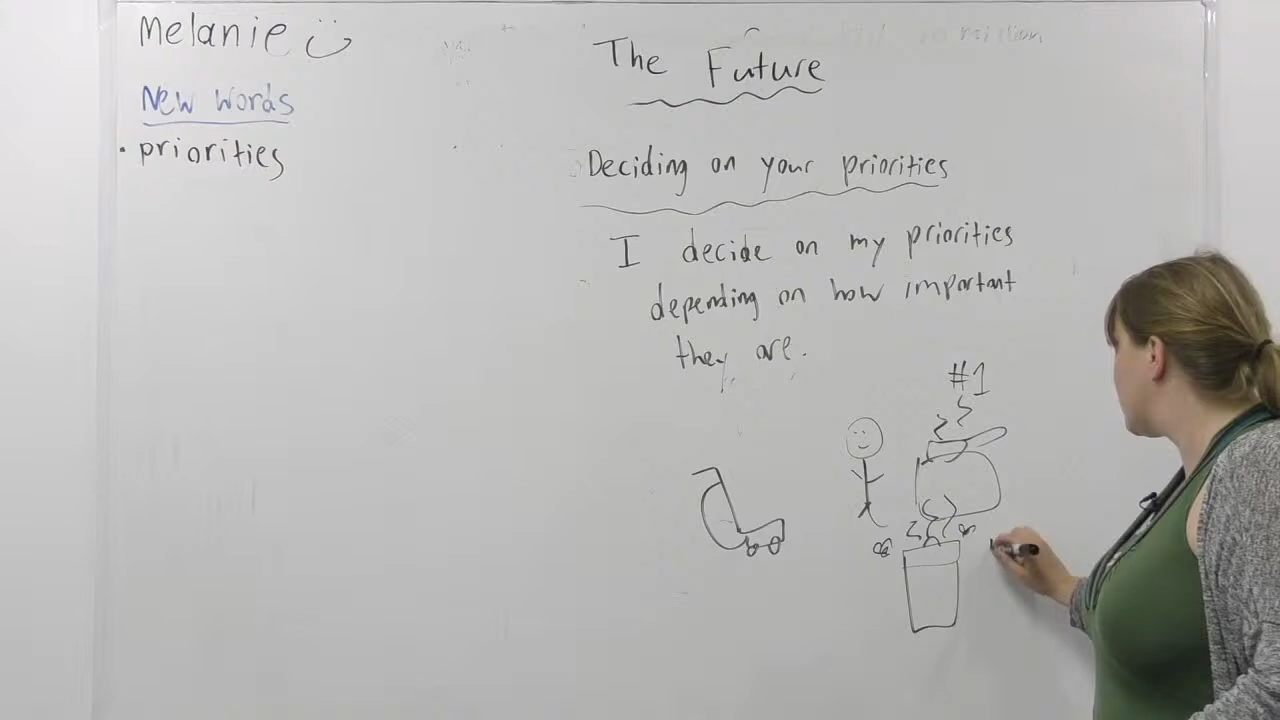 Melanie
New words
• priorities
The Future
Deciding on your priorities
I decide on my priorities
depending on how important
they are.
#1